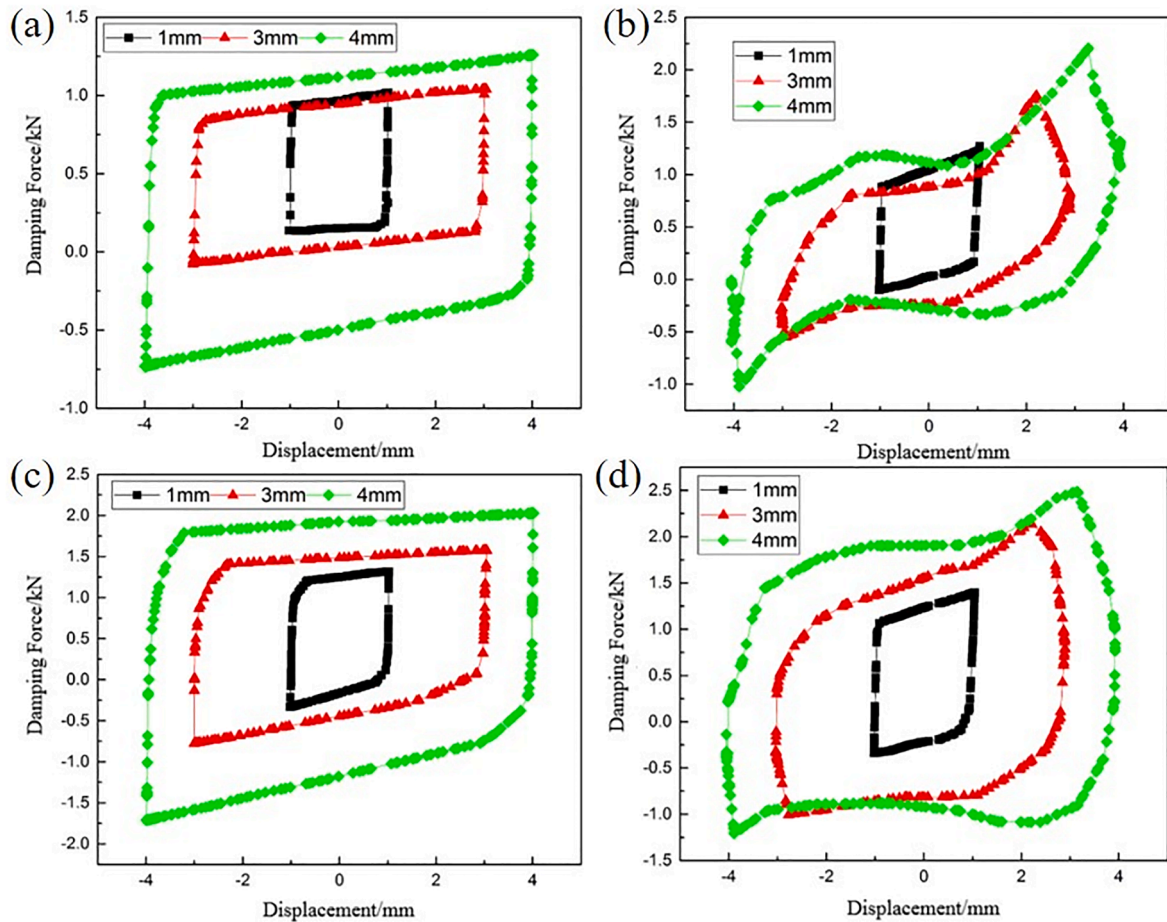 (a)
1mm 3mm 4mm
1.5
1.0
0.5
0.0
-0.5
-1.0
Damping Force/kN
-4 -2 0 2 4
Displacement/mm
(b)
1mm
3mm
4mm
2.5
2.0
1.5
1.0
0.5
0.0
-0.5
-1.0
Damping Force/kN
-4 -2 0 2 4
Displacement/mm
(c)
1mm 3mm 4mm
2.5
2.0
1.5
1.0
0.5
0.0
-0.5
-1.0
-1.5
-2.0
Damping Force/kN
-4 -2 0 2 4
Displacement/mm
(d)
1mm
3mm
4mm
2.5
2.0
1.5
1.0
0.5
0.0
-0.5
-1.0
-1.5
Damping Force/kN
-4 -2 0 2 4
Displacement/mm